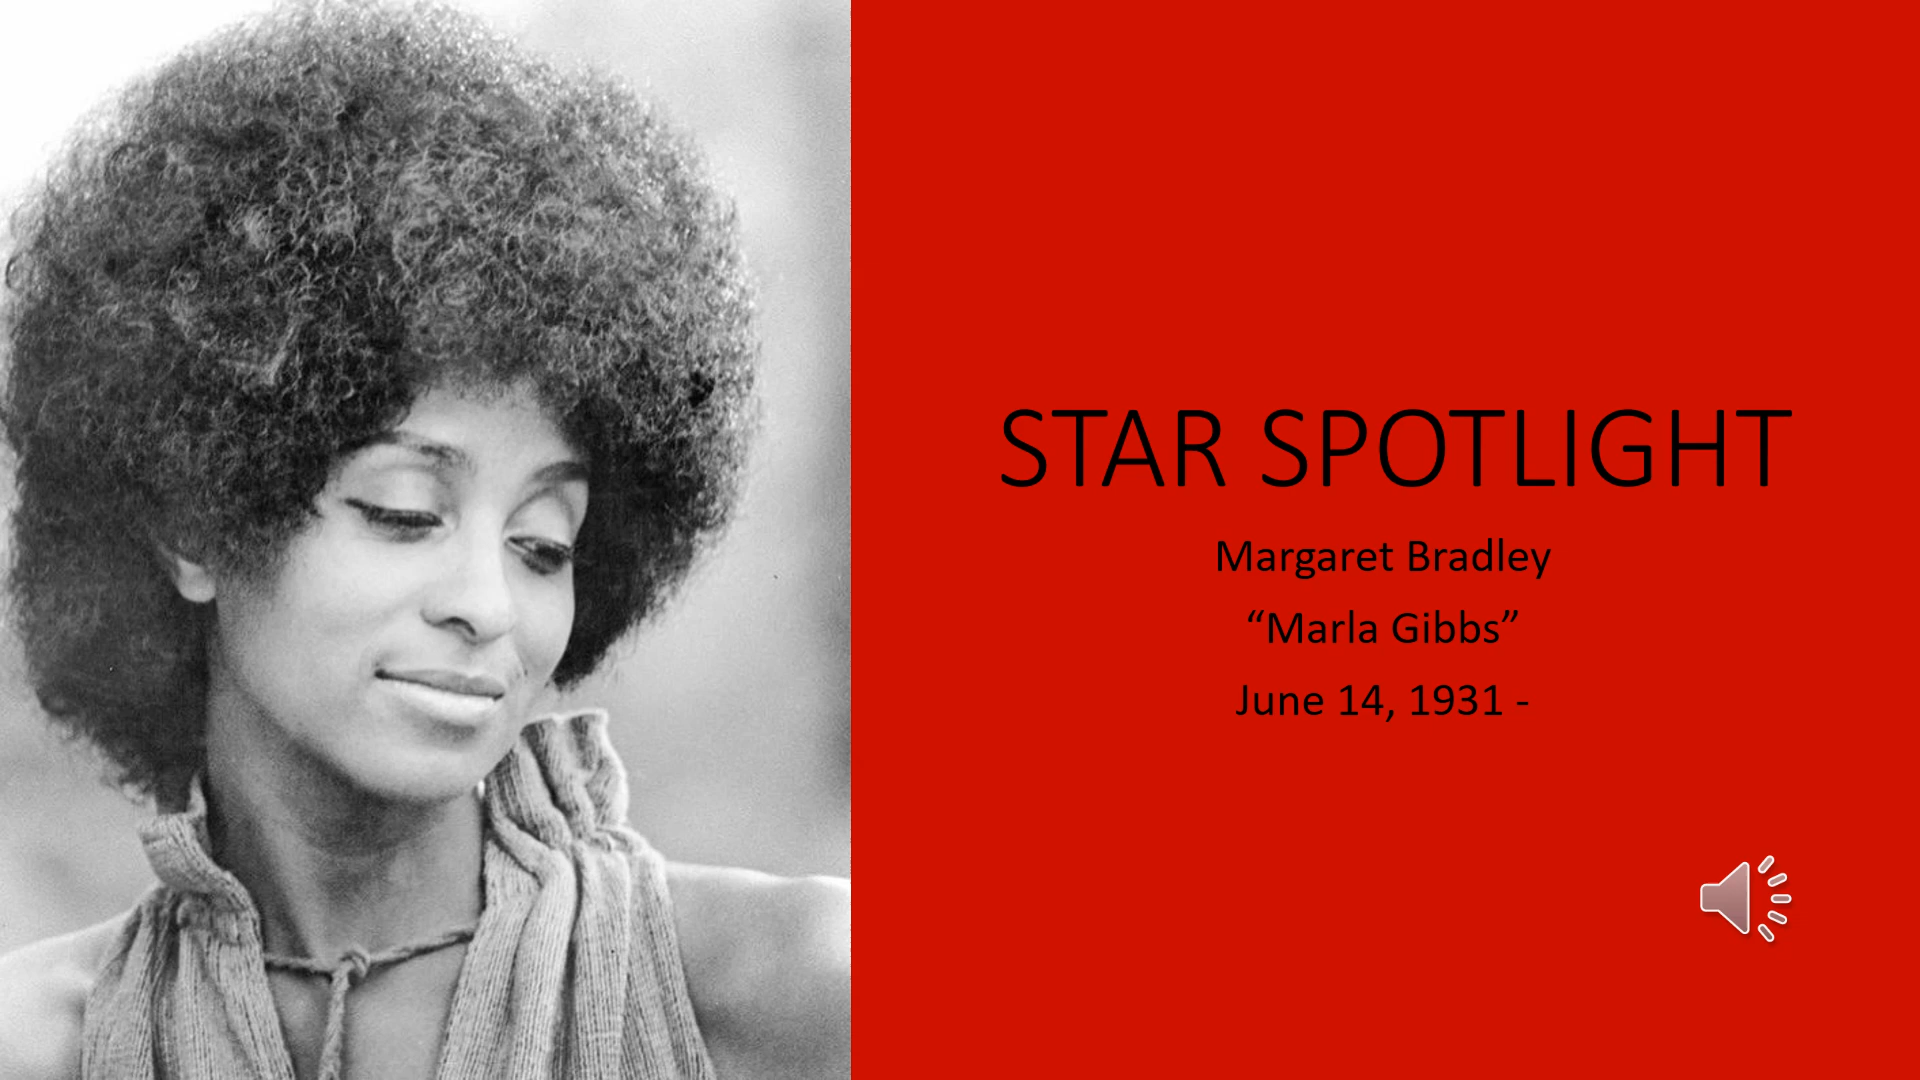 STAR SPOTLIGHT
Margaret Bradley
“Marla Gibbs”
June 14, 1931 -